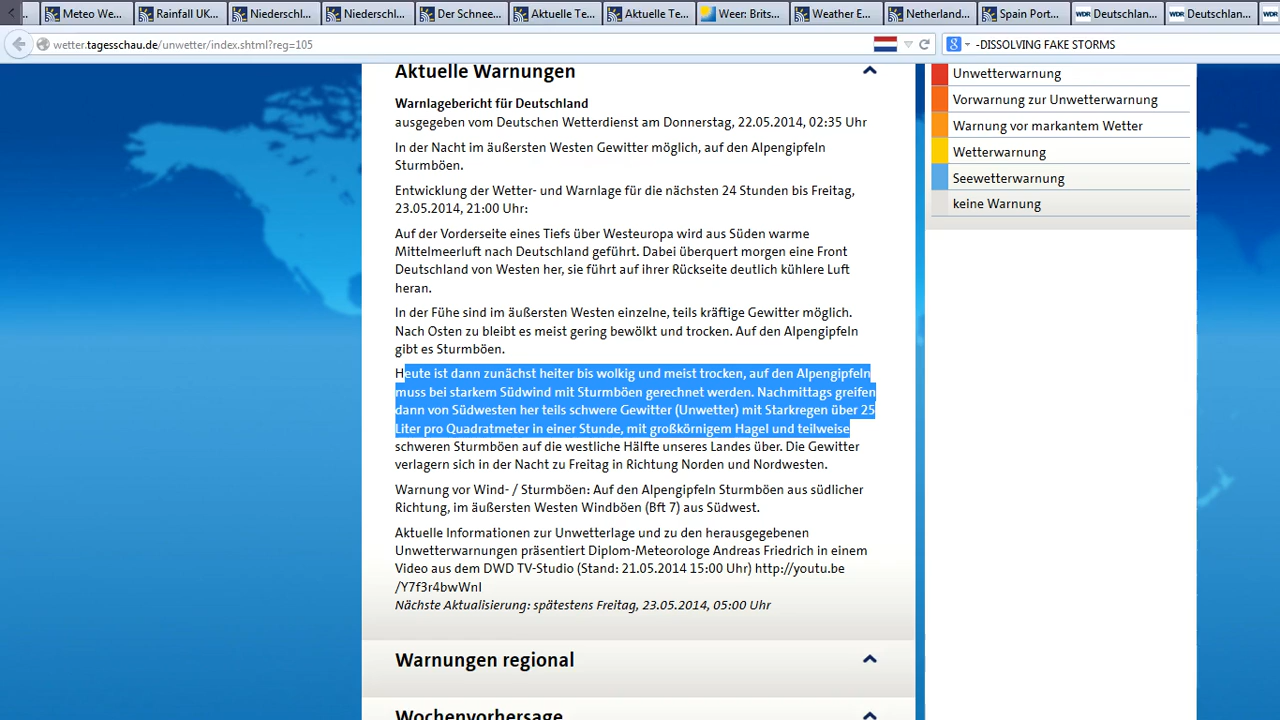 Meteo We...
Rainfall UK...
Niederschl...
Niederschl...
Der Schnee...
Aktuelle Te...
Aktuelle Te...
Weer: Brits...
Weather E...
Netherland...
Spain Port...
WDR Deutschlan...
WDR Deutschlan...
WDR
wetter.tagesschau.de/unwetter/index.shtml?reg=105
-DISSOLVING FAKE STORMS
Aktuelle Warnungen
Warnlagebericht für Deutschland
ausgegeben vom Deutschen Wetterdienst am Donnerstag, 22.05.2014, 02:35 Uhr
In der Nacht im äußersten Westen Gewitter möglich, auf den Alpengipfeln
Sturmböen.
Entwicklung der Wetter- und Warnlage für die nächsten 24 Stunden bis Freitag,
23.05.2014, 21:00 Uhr:
Auf der Vorderseite eines Tiefs über Westeuropa wird aus Süden warme
Mittelmeerluft nach Deutschland geführt. Dabei überquert morgen eine Front
Deutschland von Westen her, sie führt auf ihrer Rückseite deutlich kühlere Luft
heran.
In der Fühe sind im äußersten Westen einzelne, teils kräftige Gewitter möglich.
Nach Osten zu bleibt es meist gering bewölkt und trocken. Auf den Alpengipfeln
gibt es Sturmböen.
Heute ist dann zunächst heiter bis wolkig und meist trocken, auf den Alpengipfeln
muss bei starkem Südwind mit Sturmböen gerechnet werden. Nachmittags greifen
dann von Südwesten her teils schwere Gewitter (Unwetter) mit Starkregen über 25
Liter pro Quadratmeter in einer Stunde, mit großkörnigem Hagel und teilweise
schweren Sturmböen auf die westliche Hälfte unseres Landes über. Die Gewitter
verlagern sich in der Nacht zu Freitag in Richtung Norden und Nordwesten.
Warnung vor Wind- / Sturmböen: Auf den Alpengipfeln Sturmböen aus südlicher
Richtung, im äußersten Westen Windböen (Bft 7) aus Südwest.
Aktuelle Informationen zur Unwetterlage und zu den herausgegebenen
Unwetterwarnungen präsentiert Diplom-Meteorologe Andreas Friedrich in einem
Video aus dem DWD TV-Studio (Stand: 21.05.2014 15:00 Uhr) http://youtu.be
/Y7f3r4bwWnI
Nächste Aktualisierung: spätestens Freitag, 23.05.2014, 05:00 Uhr
Warnungen regional
Wochenvorhersage
Unwetterwarnung
Vorwarnung zur Unwetterwarnung
Warnung vor markantem Wetter
Wetterwarnung
Seewetterwarnung
keine Warnung